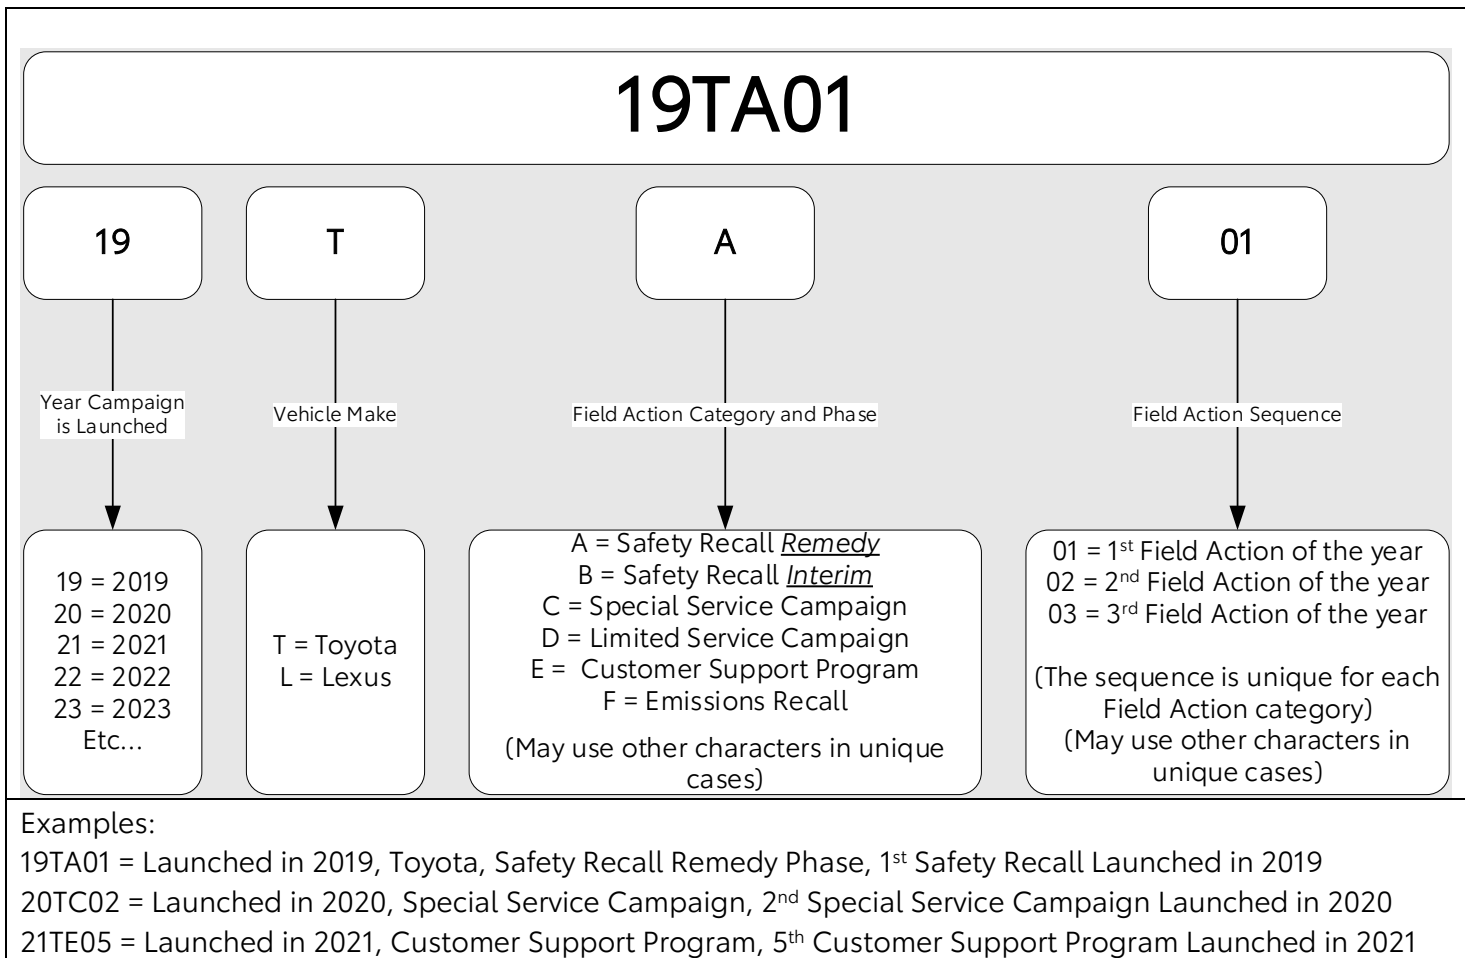 19TA01
19
T
A
01
Year Campaign
is Launched
Vehicle Make
Field Action Category and Phase
Field Action Sequence
19 = 2019
20 = 2020
21 = 2021
22 = 2022
23 = 2023
Etc...
T = Toyota
L = Lexus
A = Safety Recall Remedy
B = Safety Recall Interim
C = Special Service Campaign
D = Limited Service Campaign
E =  Customer Support Program
F = Emissions Recall
(May use other characters in unique
cases)
01 = 1st Field Action of the year
02 = 2nd Field Action of the year
03 = 3rd Field Action of the year
(The sequence is unique for each
Field Action category)
(May use other characters in
unique cases)
Examples:
19TA01 = Launched in 2019, Toyota, Safety Recall Remedy Phase, 1st Safety Recall Launched in 2019
20TC02 = Launched in 2020, Special Service Campaign, 2nd Special Service Campaign Launched in 2020
21TE05 = Launched in 2021, Customer Support Program, 5th Customer Support Program Launched in 2021